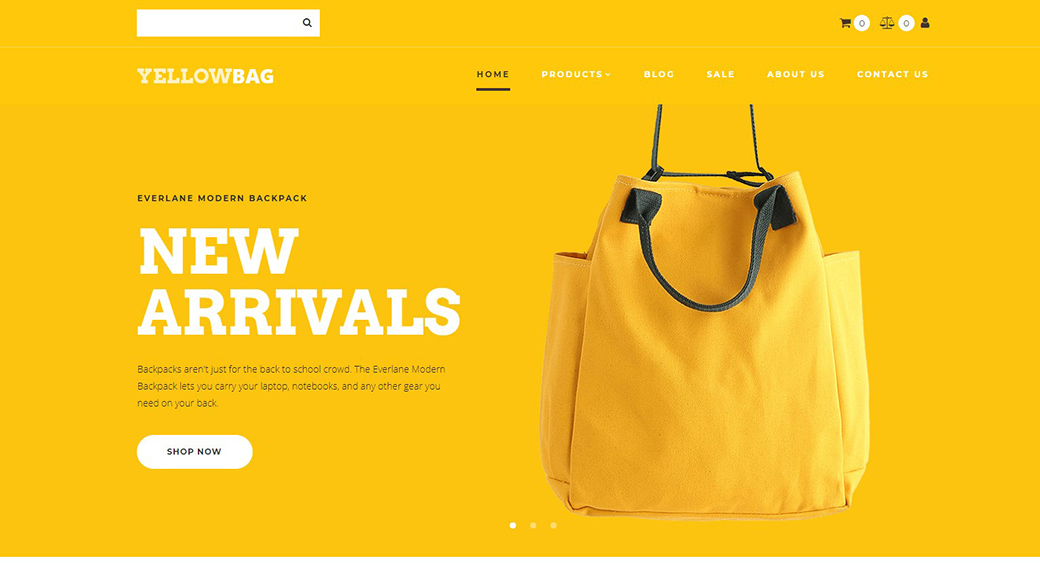 0 0
YELLOWBAG
HOME PRODUCTS BLOG SALE ABOUT US CONTACT US
EVERLANE MODERN BACKPACK
NEW
ARRIVALS
Backpacks aren't just for the back to school crowd. The Everlane Modern
Backpack lets you carry your laptop, notebooks, and any other gear you
need on your back.
SHOP NOW